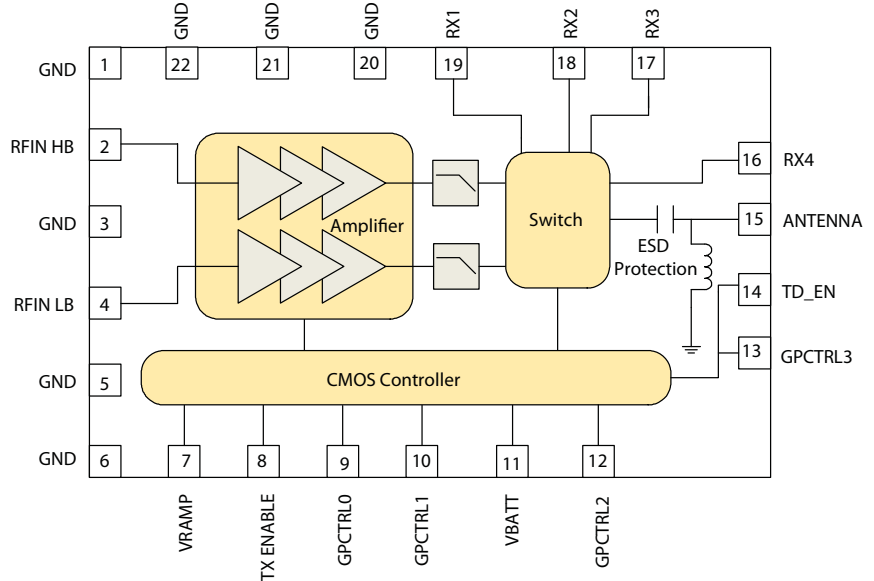 GND
GND
GND
RX1
RX2
RX3
GND
1
22
21
20
19
18
17
RFIN HB
2
16
RX4
GND
3
Amplifier
Switch
15
ANTENNA
ESD
Protection
RFIN LB
4
14
TD_EN
13
GPCTRL3
GND
5
CMOS Controller
GND
6
7
8
9
10
11
12
VRAMP
TX ENABLE
GPCTRL0
GPCTRL1
VBATT
GPCTRL2